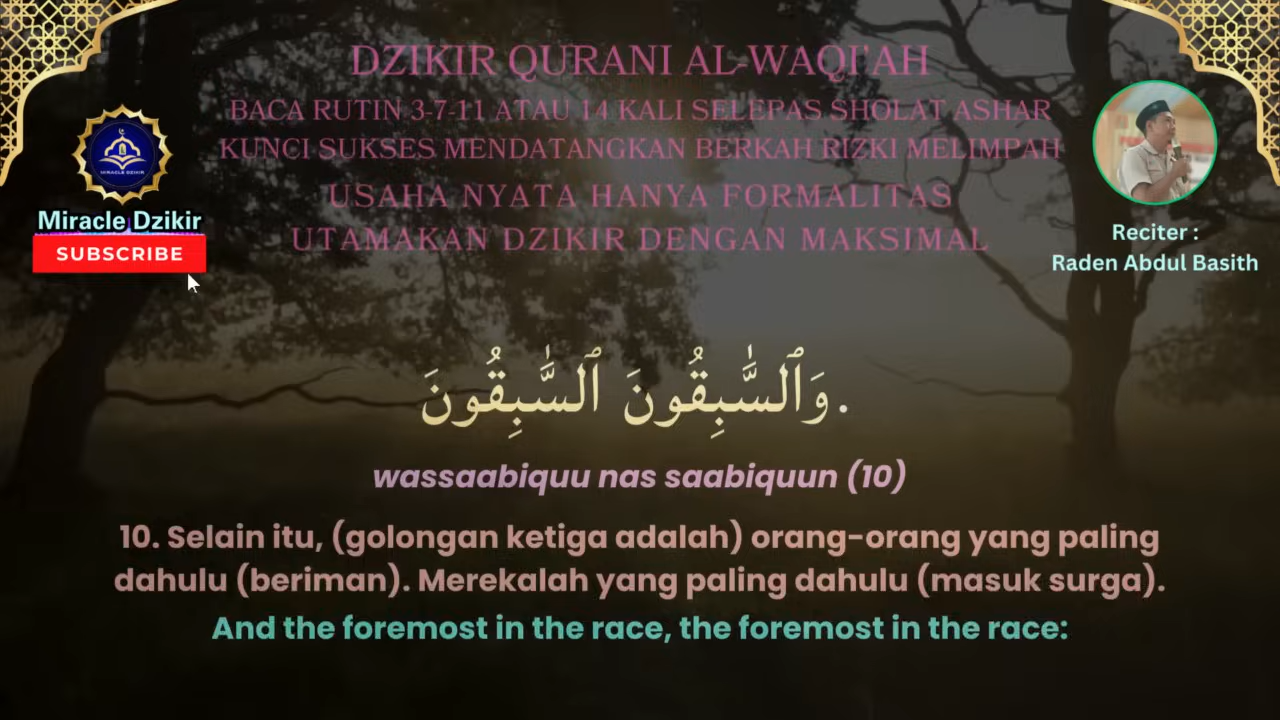 DZIKIR QURANI AL-WAQI'AH
BACA RUTIN 3-7-11 ATAU 14 KALI SELEPAS SHOLAT ASHAR
KUNCI SUKSES MENDATANGKAN BERKAH RIZKI MELIMPAH
USAHA NYATA HANYA FORMALITAS
UTAMAKAN DZIKIR DENGAN MAKSIMAL
MIRACLE DZIKIR
Miracle Dzikir
SUBSCRIBE
Reciter :
Raden Abdul Basith
وَٱلسَّٰبِقُونَ ٱلسَّٰبِقُونَ.
wassaabiquu nas saabiquun (10)
10. Selain itu, (golongan ketiga adalah) orang-orang yang paling
dahulu (beriman). Merekalah yang paling dahulu (masuk surga).
And the foremost in the race, the foremost in the race: